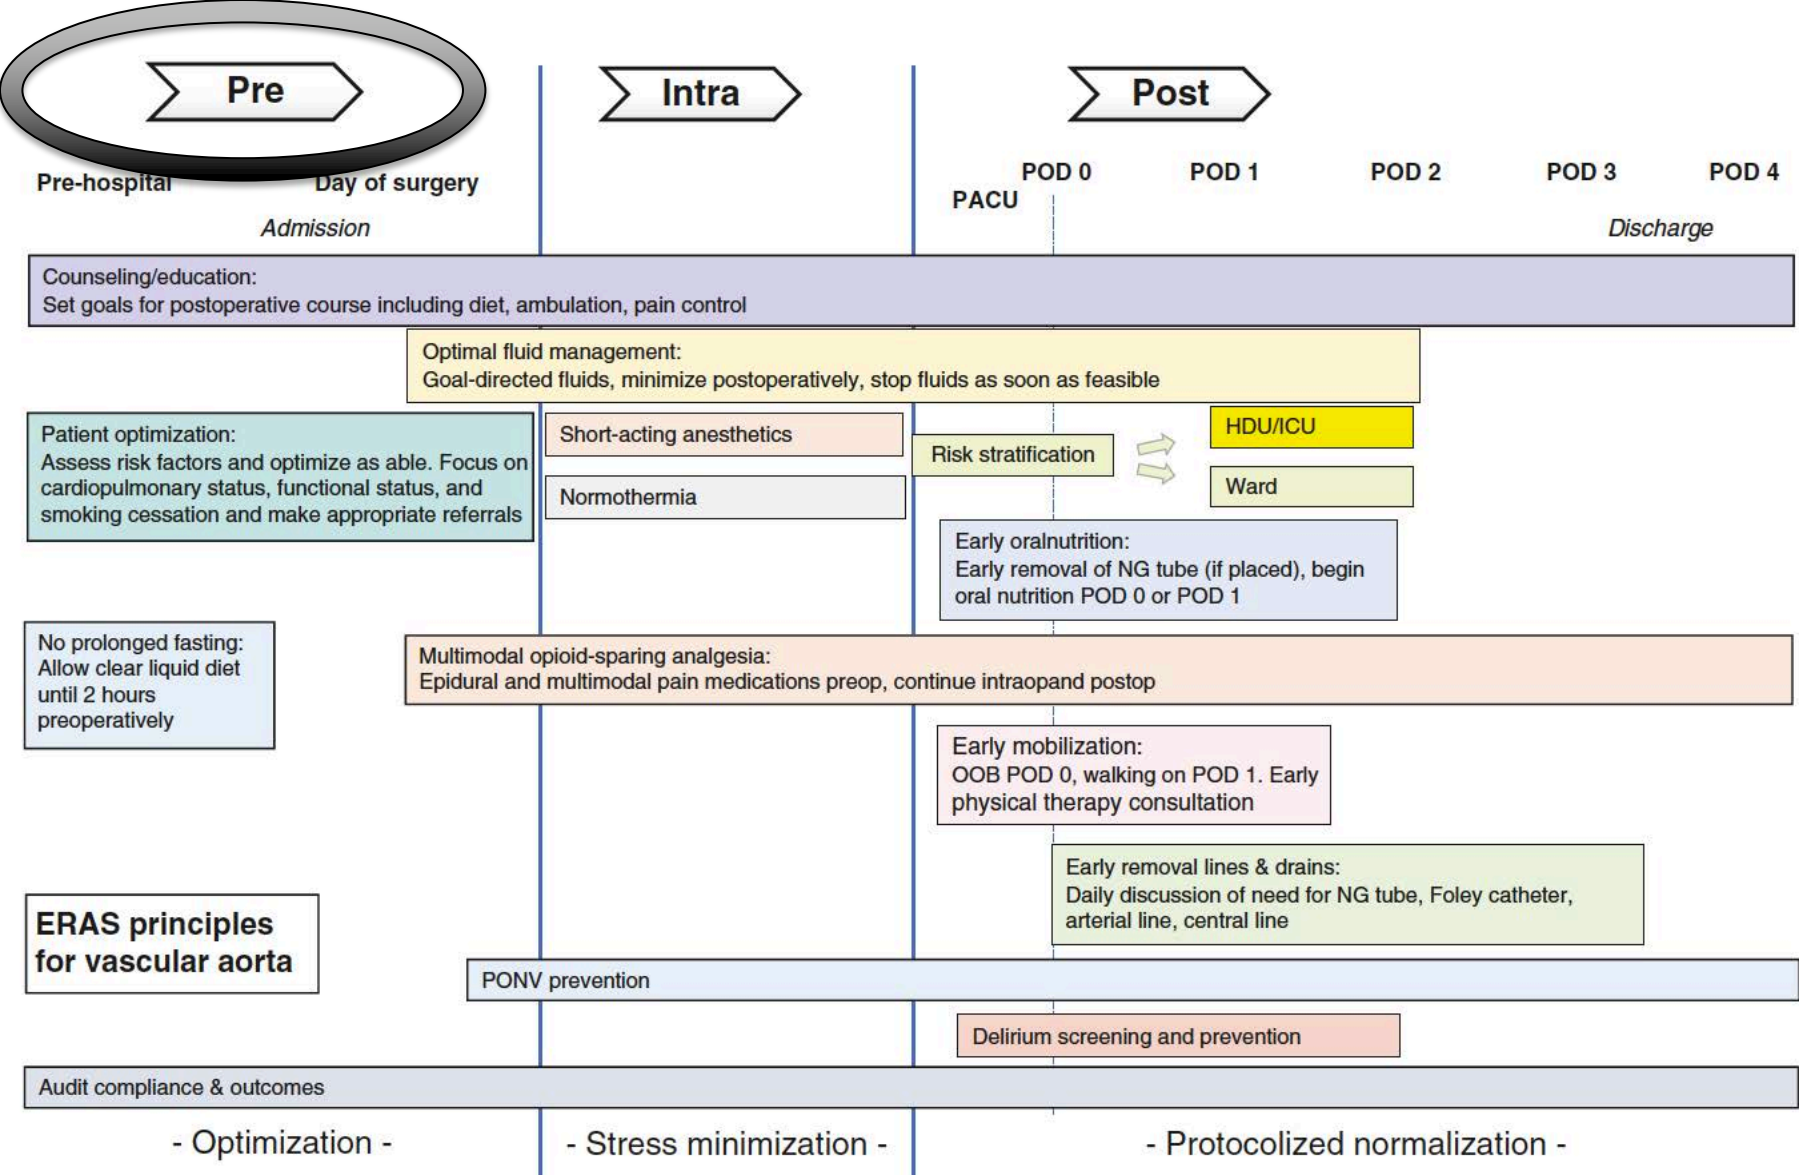 Pre
Intra
Post
Pre-hospital
Day of surgery
Admission
PACU
POD 0
POD 1
POD 2
POD 3
POD 4
Discharge
Counseling/education:
Set goals for postoperative course including diet, ambulation, pain control
Optimal fluid management:
Goal-directed fluids, minimize postoperatively, stop fluids as soon as feasible
Patient optimization:
Assess risk factors and optimize as able. Focus on
cardiopulmonary status, functional status, and
smoking cessation and make appropriate referrals
Short-acting anesthetics
Normothermia
Risk stratification
HDU/ICU
Ward
Early oralnutrition:
Early removal of NG tube (if placed), begin
oral nutrition POD 0 or POD 1
No prolonged fasting:
Allow clear liquid diet
until 2 hours
preoperatively
Multimodal opioid-sparing analgesia:
Epidural and multimodal pain medications preop, continue intraopand postop
Early mobilization:
OOB POD 0, walking on POD 1. Early
physical therapy consultation
Early removal lines & drains:
Daily discussion of need for NG tube, Foley catheter,
arterial line, central line
ERAS principles
for vascular aorta
PONV prevention
Delirium screening and prevention
Audit compliance & outcomes
- Optimization -
- Stress minimization -
- Protocolized normalization -